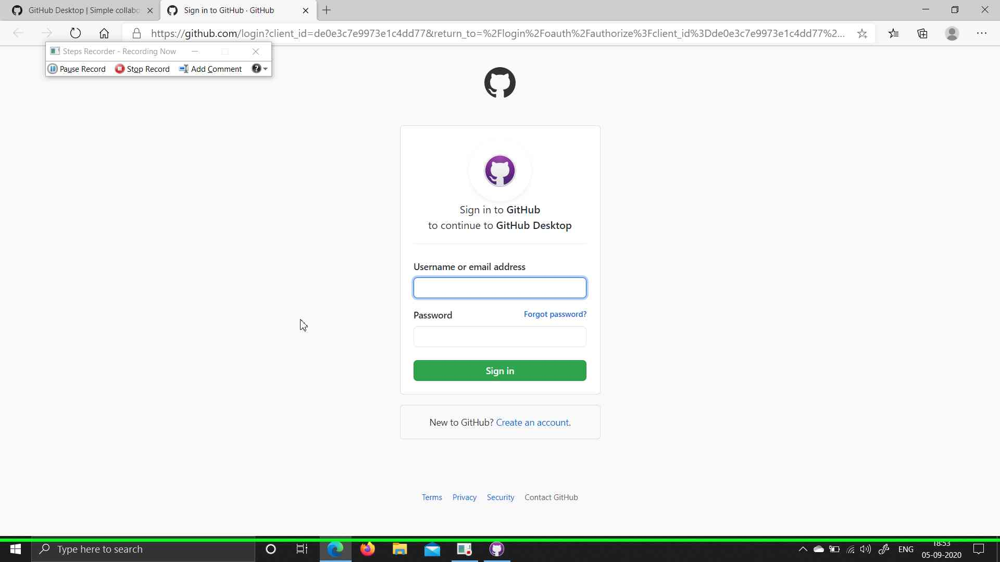 GitHub Desktop | Simple collabo
Sign in to GitHub · GitHub
https://github.com/login?client_id=de0e3c7e9973e1c4dd77&return_to=%2Flogin%2Foauth%2Fauthorize%3Fclient_id%3Dde0e3c7e9973e1c4dd77%2...
Steps Recorder - Recording Now
Pause Record Stop Record Add Comment
Sign in to GitHub
to continue to GitHub Desktop
Username or email address
Password Forgot password?
Sign in
New to GitHub? Create an account.
Terms Privacy Security Contact GitHub
Type here to search
ENG
18:53
05-09-2020